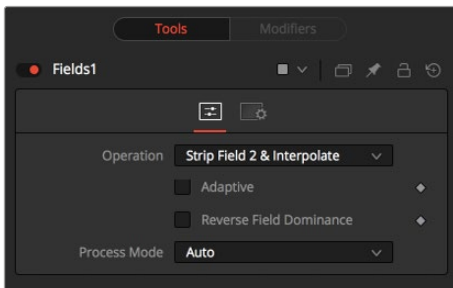 Tools Modifiers
Fields1
Operation Strip Field 2 & Interpolate
Adaptive
Reverse Field Dominance
Process Mode Auto